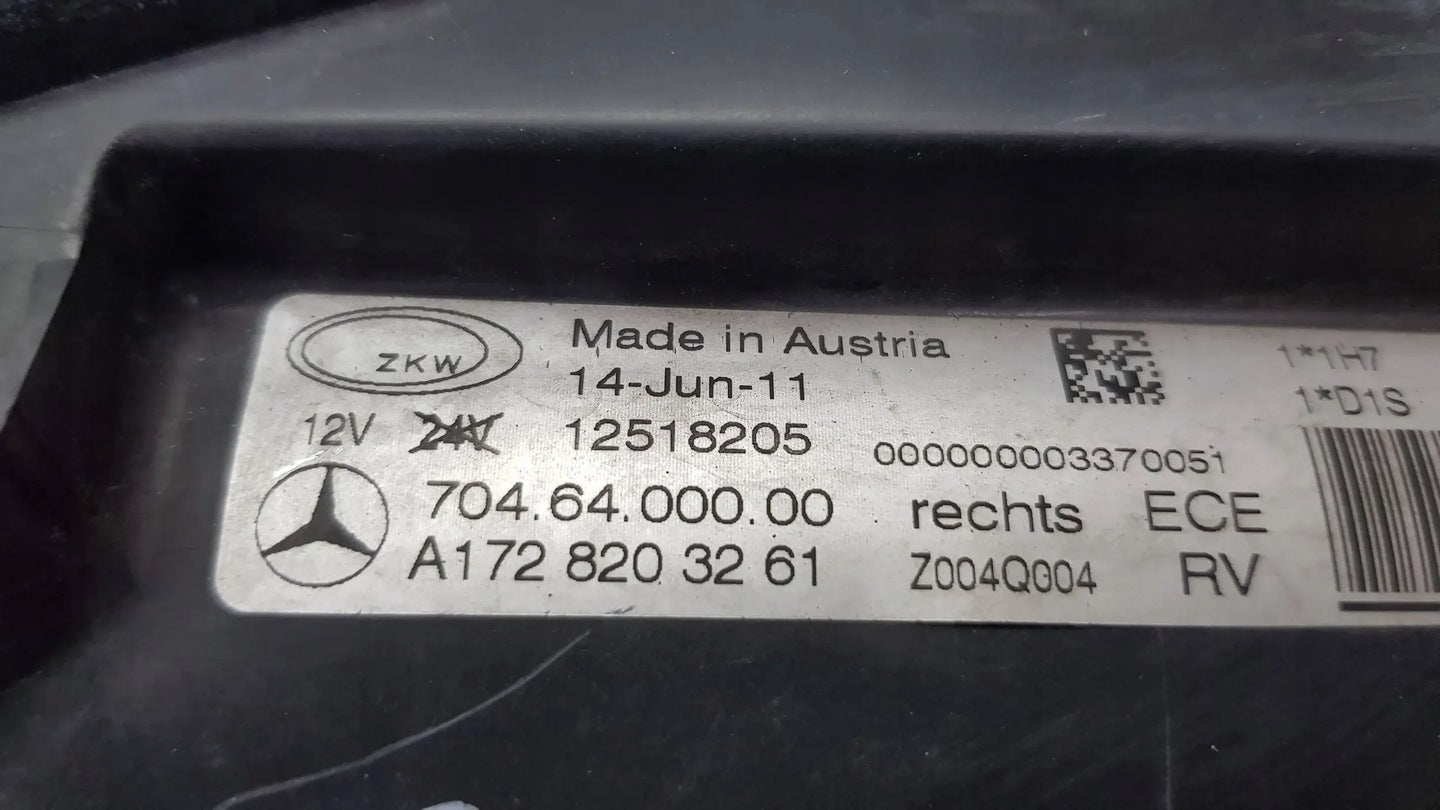 ZKW
Made in Austria
14-Jun-11
12V 24V 12518205
000000003370051
704.64.000.00 rechts ECE
A172 820 32 61 Z004Q004 RV
1*1H7
1*D1S